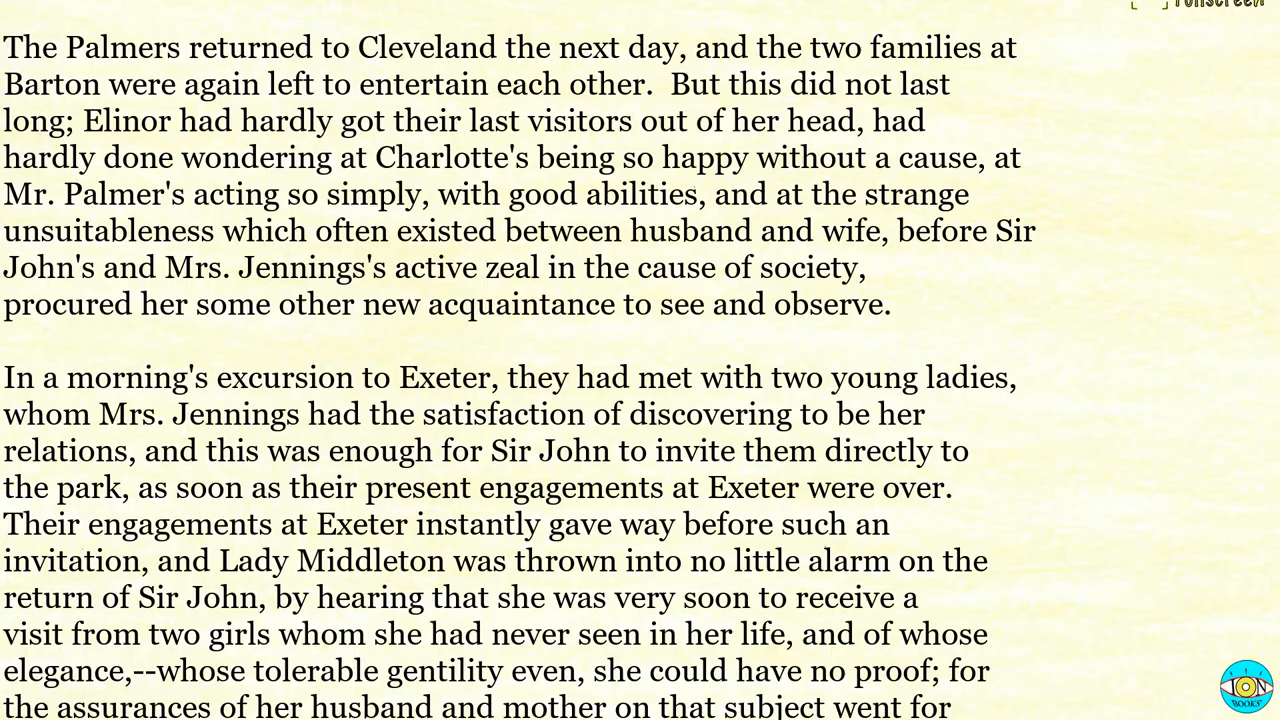 Fullscreen
The Palmers returned to Cleveland the next day, and the two families at
Barton were again left to entertain each other.  But this did not last
long; Elinor had hardly got their last visitors out of her head, had
hardly done wondering at Charlotte's being so happy without a cause, at
Mr. Palmer's acting so simply, with good abilities, and at the strange
unsuitableness which often existed between husband and wife, before Sir
John's and Mrs. Jennings's active zeal in the cause of society,
procured her some other new acquaintance to see and observe.
In a morning's excursion to Exeter, they had met with two young ladies,
whom Mrs. Jennings had the satisfaction of discovering to be her
relations, and this was enough for Sir John to invite them directly to
the park, as soon as their present engagements at Exeter were over.
Their engagements at Exeter instantly gave way before such an
invitation, and Lady Middleton was thrown into no little alarm on the
return of Sir John, by hearing that she was very soon to receive a
visit from two girls whom she had never seen in her life, and of whose
elegance,--whose tolerable gentility even, she could have no proof; for
the assurances of her husband and mother on that subject went for
ION
BOOKS